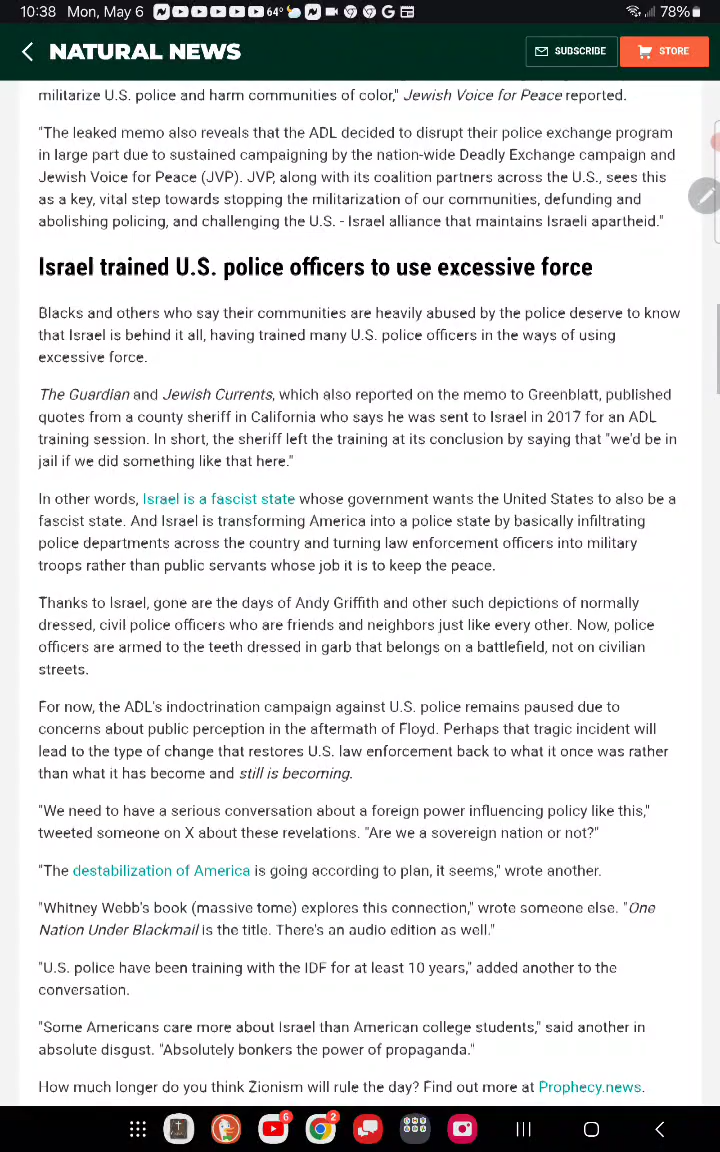 10:38 Mon, May 6 64° 78%
NATURAL NEWS
SUBSCRIBE
STORE
militarize U.S. police and harm communities of color," Jewish Voice for Peace reported.
"The leaked memo also reveals that the ADL decided to disrupt their police exchange program
in large part due to sustained campaigning by the nation-wide Deadly Exchange campaign and
Jewish Voice for Peace (JVP). JVP, along with its coalition partners across the U.S., sees this
as a key, vital step towards stopping the militarization of our communities, defunding and
abolishing policing, and challenging the U.S. - Israel alliance that maintains Israeli apartheid."
Israel trained U.S. police officers to use excessive force
Blacks and others who say their communities are heavily abused by the police deserve to know
that Israel is behind it all, having trained many U.S. police officers in the ways of using
excessive force.
The Guardian and Jewish Currents, which also reported on the memo to Greenblatt, published
quotes from a county sheriff in California who says he was sent to Israel in 2017 for an ADL
training session. In short, the sheriff left the training at its conclusion by saying that "we'd be in
jail if we did something like that here."
In other words, Israel is a fascist state whose government wants the United States to also be a
fascist state. And Israel is transforming America into a police state by basically infiltrating
police departments across the country and turning law enforcement officers into military
troops rather than public servants whose job it is to keep the peace.
Thanks to Israel, gone are the days of Andy Griffith and other such depictions of normally
dressed, civil police officers who are friends and neighbors just like every other. Now, police
officers are armed to the teeth dressed in garb that belongs on a battlefield, not on civilian
streets.
For now, the ADL's indoctrination campaign against U.S. police remains paused due to
concerns about public perception in the aftermath of Floyd. Perhaps that tragic incident will
lead to the type of change that restores U.S. law enforcement back to what it once was rather
than what it has become and still is becoming.
"We need to have a serious conversation about a foreign power influencing policy like this,"
tweeted someone on X about these revelations. "Are we a sovereign nation or not?"
"The destabilization of America is going according to plan, it seems," wrote another.
"Whitney Webb's book (massive tome) explores this connection," wrote someone else. "One
Nation Under Blackmail is the title. There's an audio edition as well."
"U.S. police have been training with the IDF for at least 10 years," added another to the
conversation.
"Some Americans care more about Israel than American college students," said another in
absolute disgust. "Absolutely bonkers the power of propaganda."
How much longer do you think Zionism will rule the day? Find out more at Prophecy.news.
6
2